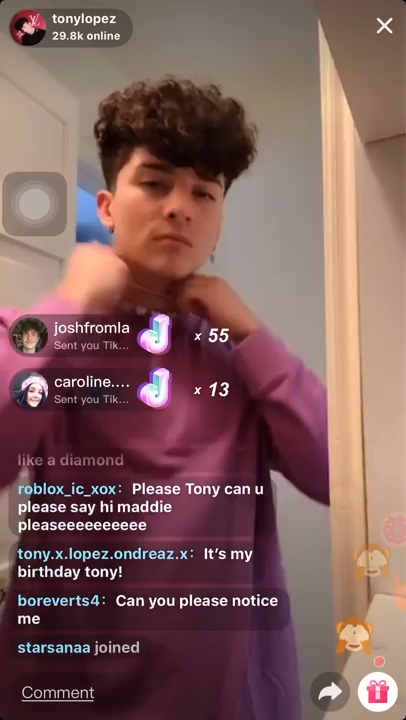 tonylopez
29.8k online
joshfromla
Sent you Tik...
x 55
caroline....
Sent you Tik...
x 13
like a diamond
roblox_ic_xox: Please Tony can u
please say hi maddie
pleaseeeeeeeeee
tony.x.lopez.ondreaz.x: It’s my
birthday tony!
boreverts4: Can you please notice
me
starsanaa joined
Comment